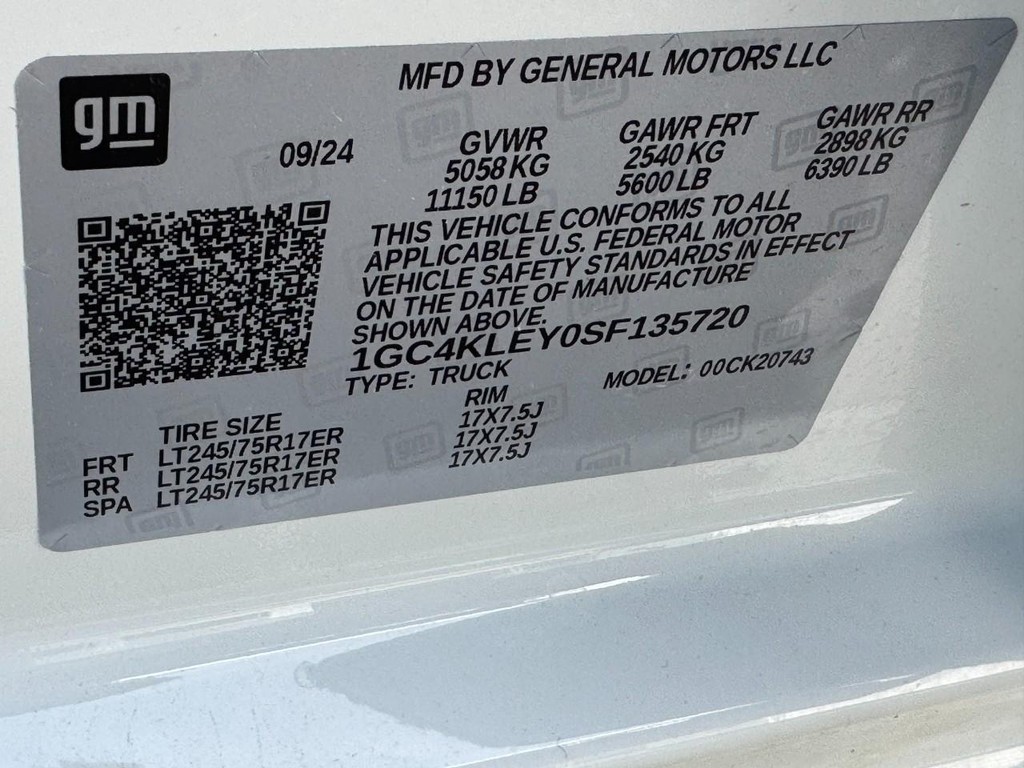 gm
MFD BY GENERAL MOTORS LLC
09/24
GVWR GAWR FRT GAWR RR
5058 KG 2540 KG 2898 KG
11150 LB 5600 LB 6390 LB
THIS VEHICLE CONFORMS TO ALL
APPLICABLE U.S. FEDERAL MOTOR
VEHICLE SAFETY STANDARDS IN EFFECT
ON THE DATE OF MANUFACTURE
SHOWN ABOVE.
1GC4KLEY0SF135720
TYPE: TRUCK MODEL: 00CK20743
TIRE SIZE RIM
FRT LT245/75R17ER 17X7.5J
RR LT245/75R17ER 17X7.5J
SPA LT245/75R17ER 17X7.5J